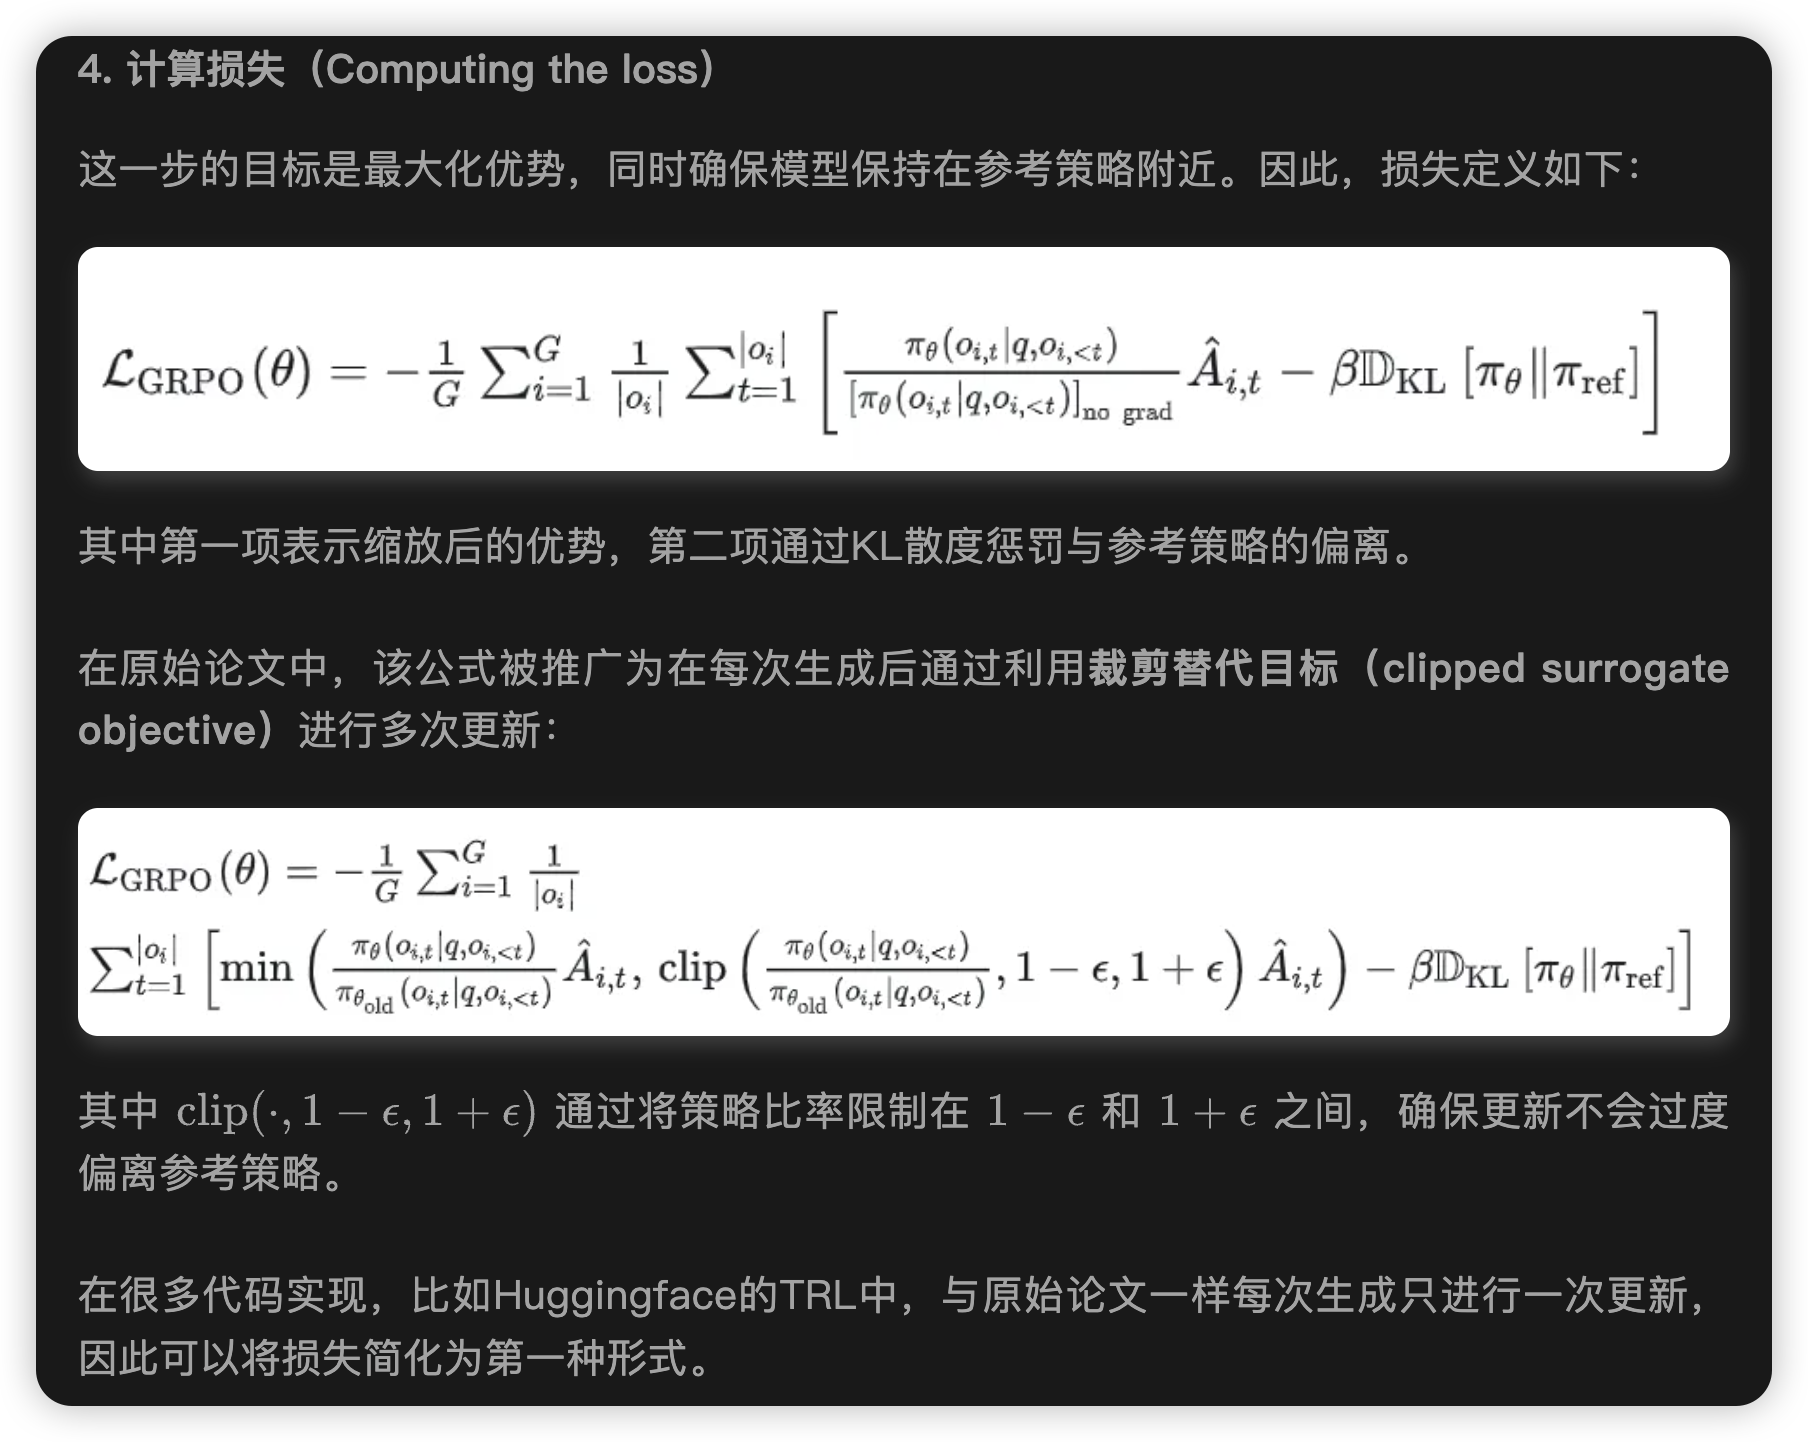 4. 计算损失（Computing the loss）
这一步的目标是最大化优势，同时确保模型保持在参考策略附近。因此，损失定义如下：
$\mathcal{L}_{\text{GRPO}}(\theta) = -\frac{1}{G} \sum_{i=1}^{G} \frac{1}{|o_i|} \sum_{t=1}^{|o_i|} \left[ \frac{\pi_\theta(o_{i,t}|q,o_{i,<t})}{[\pi_\theta(o_{i,t}|q,o_{i,<t})]_{\text{no grad}}} \hat{A}_{i,t} - \beta \mathbb{D}_{\text{KL}} [\pi_\theta \| \pi_{\text{ref}}] \right]$
其中第一项表示缩放后的优势，第二项通过KL散度惩罚与参考策略的偏离。
在原始论文中，该公式被推广为在每次生成后通过利用裁剪替代目标（clipped surrogate
objective）进行多次更新：
$\mathcal{L}_{\text{GRPO}}(\theta) = -\frac{1}{G} \sum_{i=1}^{G} \frac{1}{|o_i|}$
$\sum_{t=1}^{|o_i|} \left[ \min \left( \frac{\pi_\theta(o_{i,t}|q,o_{i,<t})}{\pi_{\theta_{\text{old}}}(o_{i,t}|q,o_{i,<t})} \hat{A}_{i,t}, \text{clip} \left( \frac{\pi_\theta(o_{i,t}|q,o_{i,<t})}{\pi_{\theta_{\text{old}}}(o_{i,t}|q,o_{i,<t})}, 1-\epsilon, 1+\epsilon \right) \hat{A}_{i,t} \right) - \beta \mathbb{D}_{\text{KL}} [\pi_\theta \| \pi_{\text{ref}}] \right]$
其中 $\text{clip}(\cdot, 1-\epsilon, 1+\epsilon)$ 通过将策略比率限制在 $1-\epsilon$ 和 $1+\epsilon$ 之间，确保更新不会过度
偏离参考策略。
在很多代码实现，比如Huggingface的TRL中，与原始论文一样每次生成只进行一次更新，
因此可以将损失简化为第一种形式。